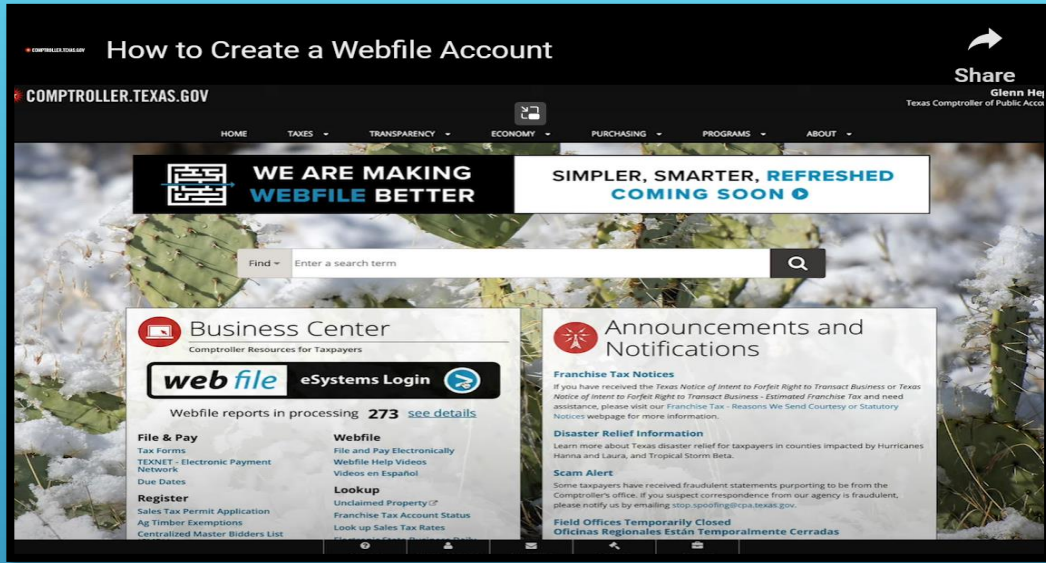 COMPTROLLER.TEXAS.GOV
How to Create a Webfile Account
Share
COMPTROLLER.TEXAS.GOV
Glenn He
Texas Comptroller of Public Acco
HOME TAXES TRANSPARENCY ECONOMY PURCHASING PROGRAMS ABOUT
WE ARE MAKING
WEBFILE BETTER
SIMPLER, SMARTER, REFRESHED
COMING SOON
Find Enter a search term
Business Center
Comptroller Resources for Taxpayers
web file eSystems Login
Webfile reports in processing 273 see details
File & Pay
Tax Forms
TEXNET - Electronic Payment
Network
Due Dates
Register
Sales Tax Permit Application
Ag Timber Exemptions
Centralized Master Bidders List
Webfile
File and Pay Electronically
Webfile Help Videos
Videos en Español
Lookup
Unclaimed Property
Franchise Tax Account Status
Look up Sales Tax Rates
Electronic State Business Daily
Announcements and
Notifications
Franchise Tax Notices
If you have received the Texas Notice of Intent to Forfeit Right to Transact Business or Texas
Notice of Intent to Forfeit Right to Transact Business - Estimated Franchise Tax and need
assistance, please visit our Franchise Tax - Reasons We Send Courtesy or Statutory
Notices webpage for more information.
Disaster Relief Information
Learn more about Texas disaster relief for taxpayers in counties impacted by Hurricanes
Hanna and Laura, and Tropical Storm Beta.
Scam Alert
Some taxpayers have received fraudulent statements purporting to be from the
Comptroller's office. If you suspect correspondence from our agency is fraudulent,
please notify us by emailing stop.spoofing@cpa.texas.gov.
Field Offices Temporarily Closed
Oficinas Regionales Están Temporalmente Cerradas